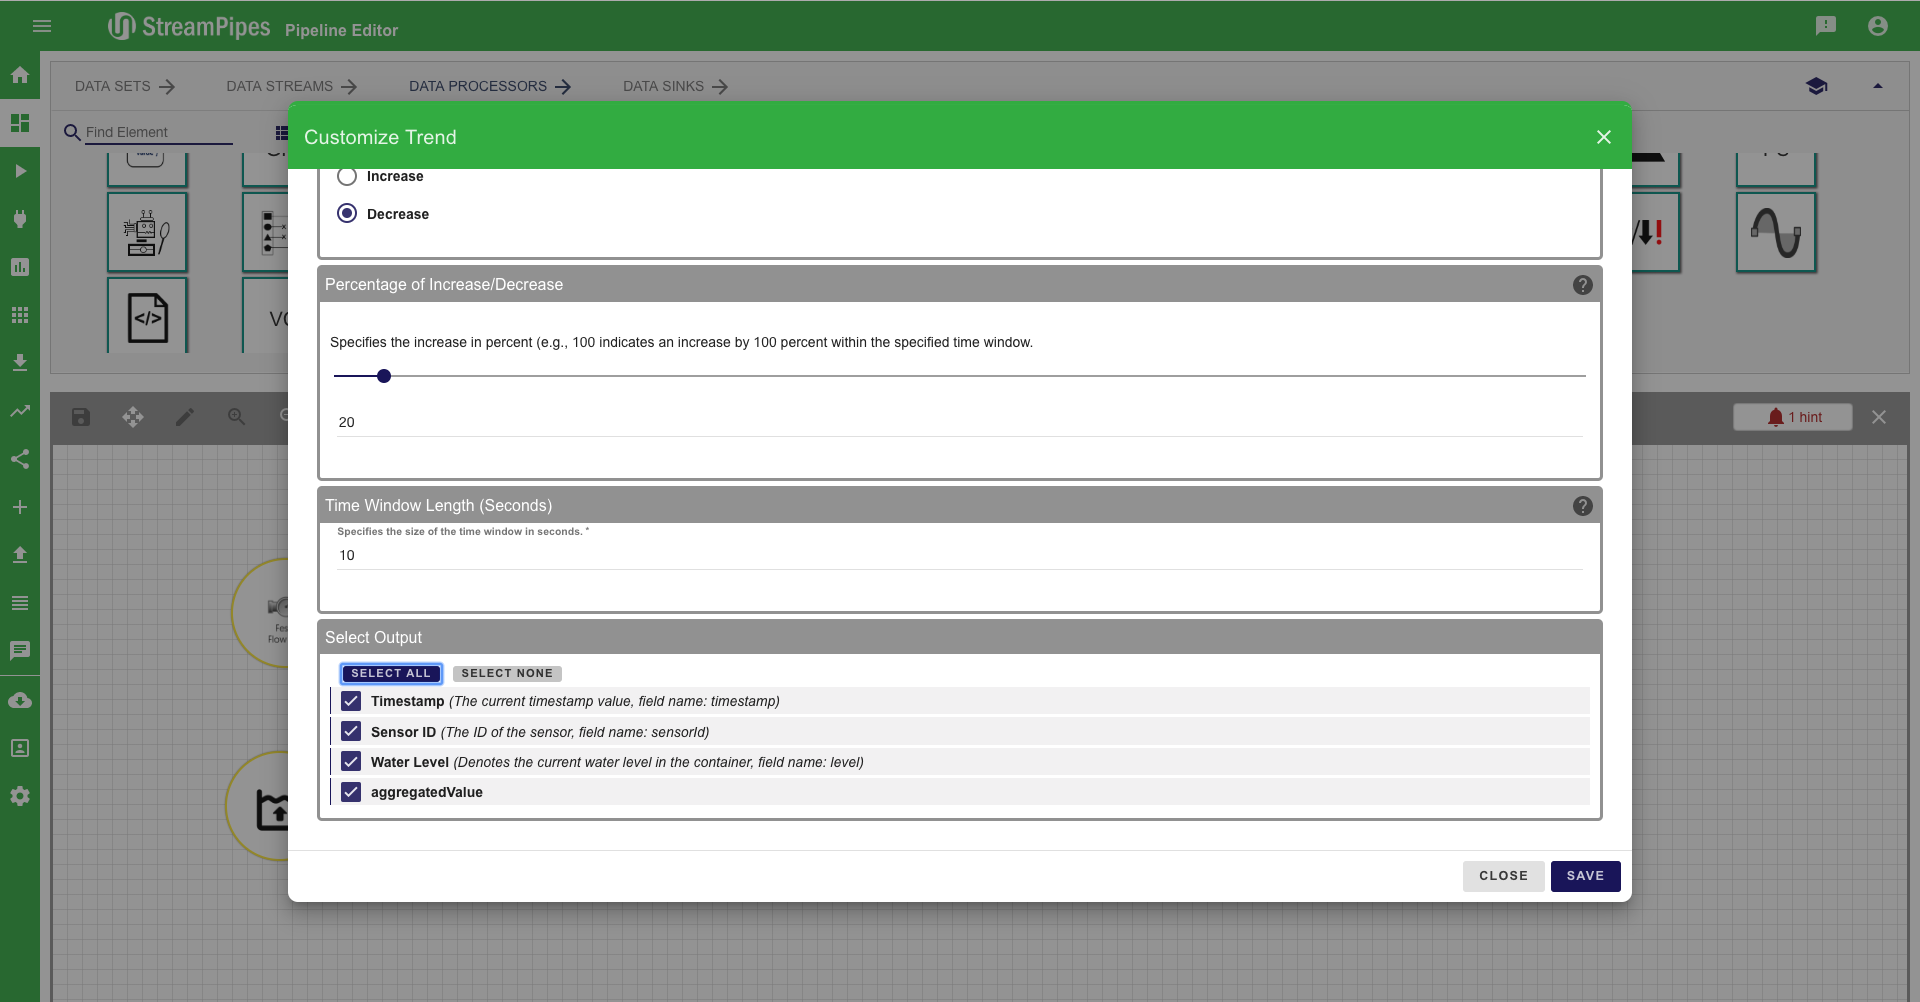 StreamPipes Pipeline Editor
DATA SETS
DATA STREAMS
DATA PROCESSORS
DATA SINKS
Find Element
Customize Trend
Increase
Decrease
Percentage of Increase/Decrease
Specifies the increase in percent (e.g., 100 indicates an increase by 100 percent within the specified time window.
20
1 hint
Time Window Length (Seconds)
Specifies the size of the time window in seconds. *
10
Select Output
SELECT ALL
SELECT NONE
Timestamp (The current timestamp value, field name: timestamp)
Sensor ID (The ID of the sensor, field name: sensorId)
Water Level (Denotes the current water level in the container, field name: level)
aggregatedValue
CLOSE
SAVE
Flow